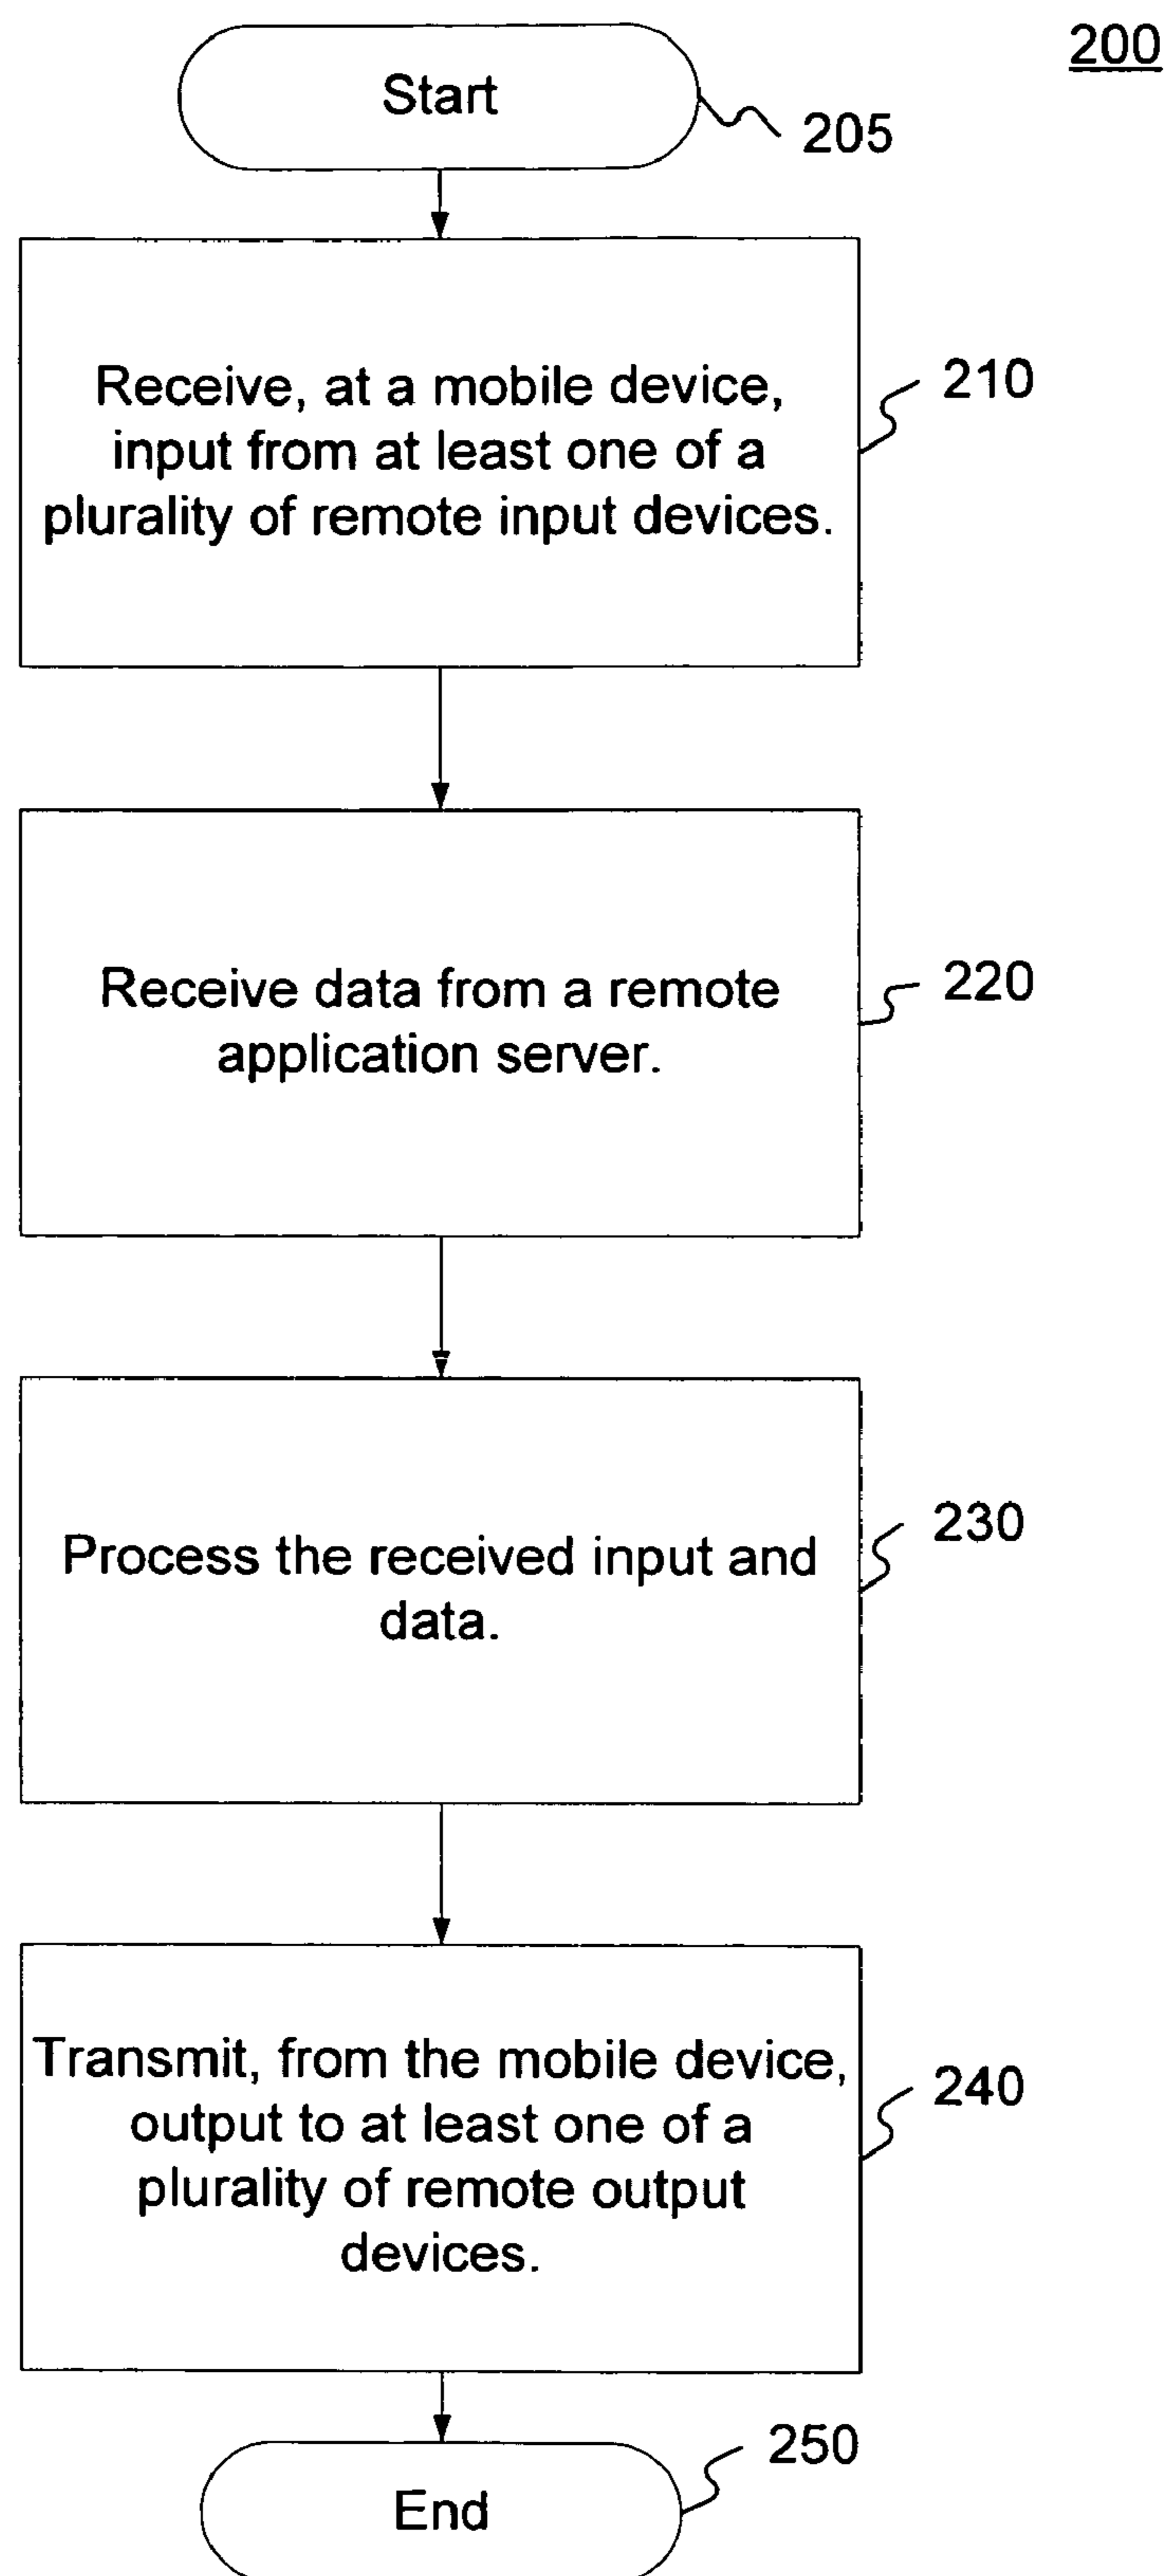 200
Start
205
Receive, at a mobile device,
input from at least one of a
plurality of remote input devices.
210
Receive data from a remote
application server.
220
Process the received input and
data.
230
Transmit, from the mobile device,
output to at least one of a
plurality of remote output
devices.
240
End
250